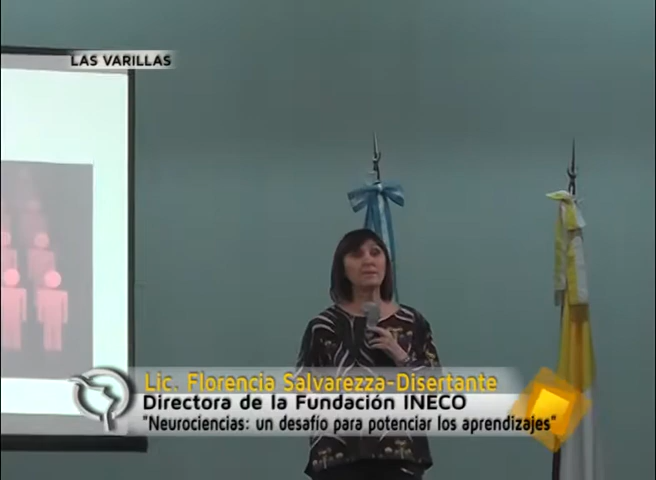 LAS VARILLAS
Lic. Florencia Salvarezza-Disertante
Directora de la Fundación INECO
"Neurociencias: un desafío para potenciar los aprendizajes"